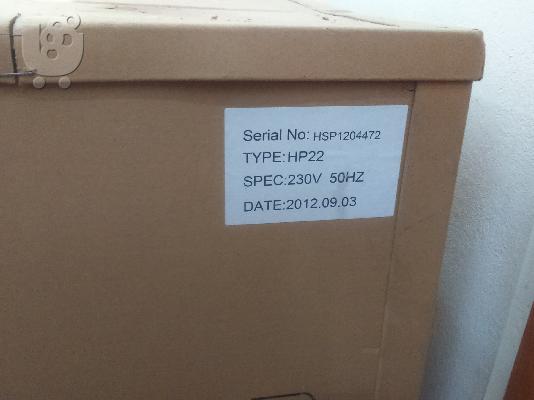 Serial No: HSP1204472
TYPE:HP22
SPEC:230V 50HZ
DATE:2012.09.03